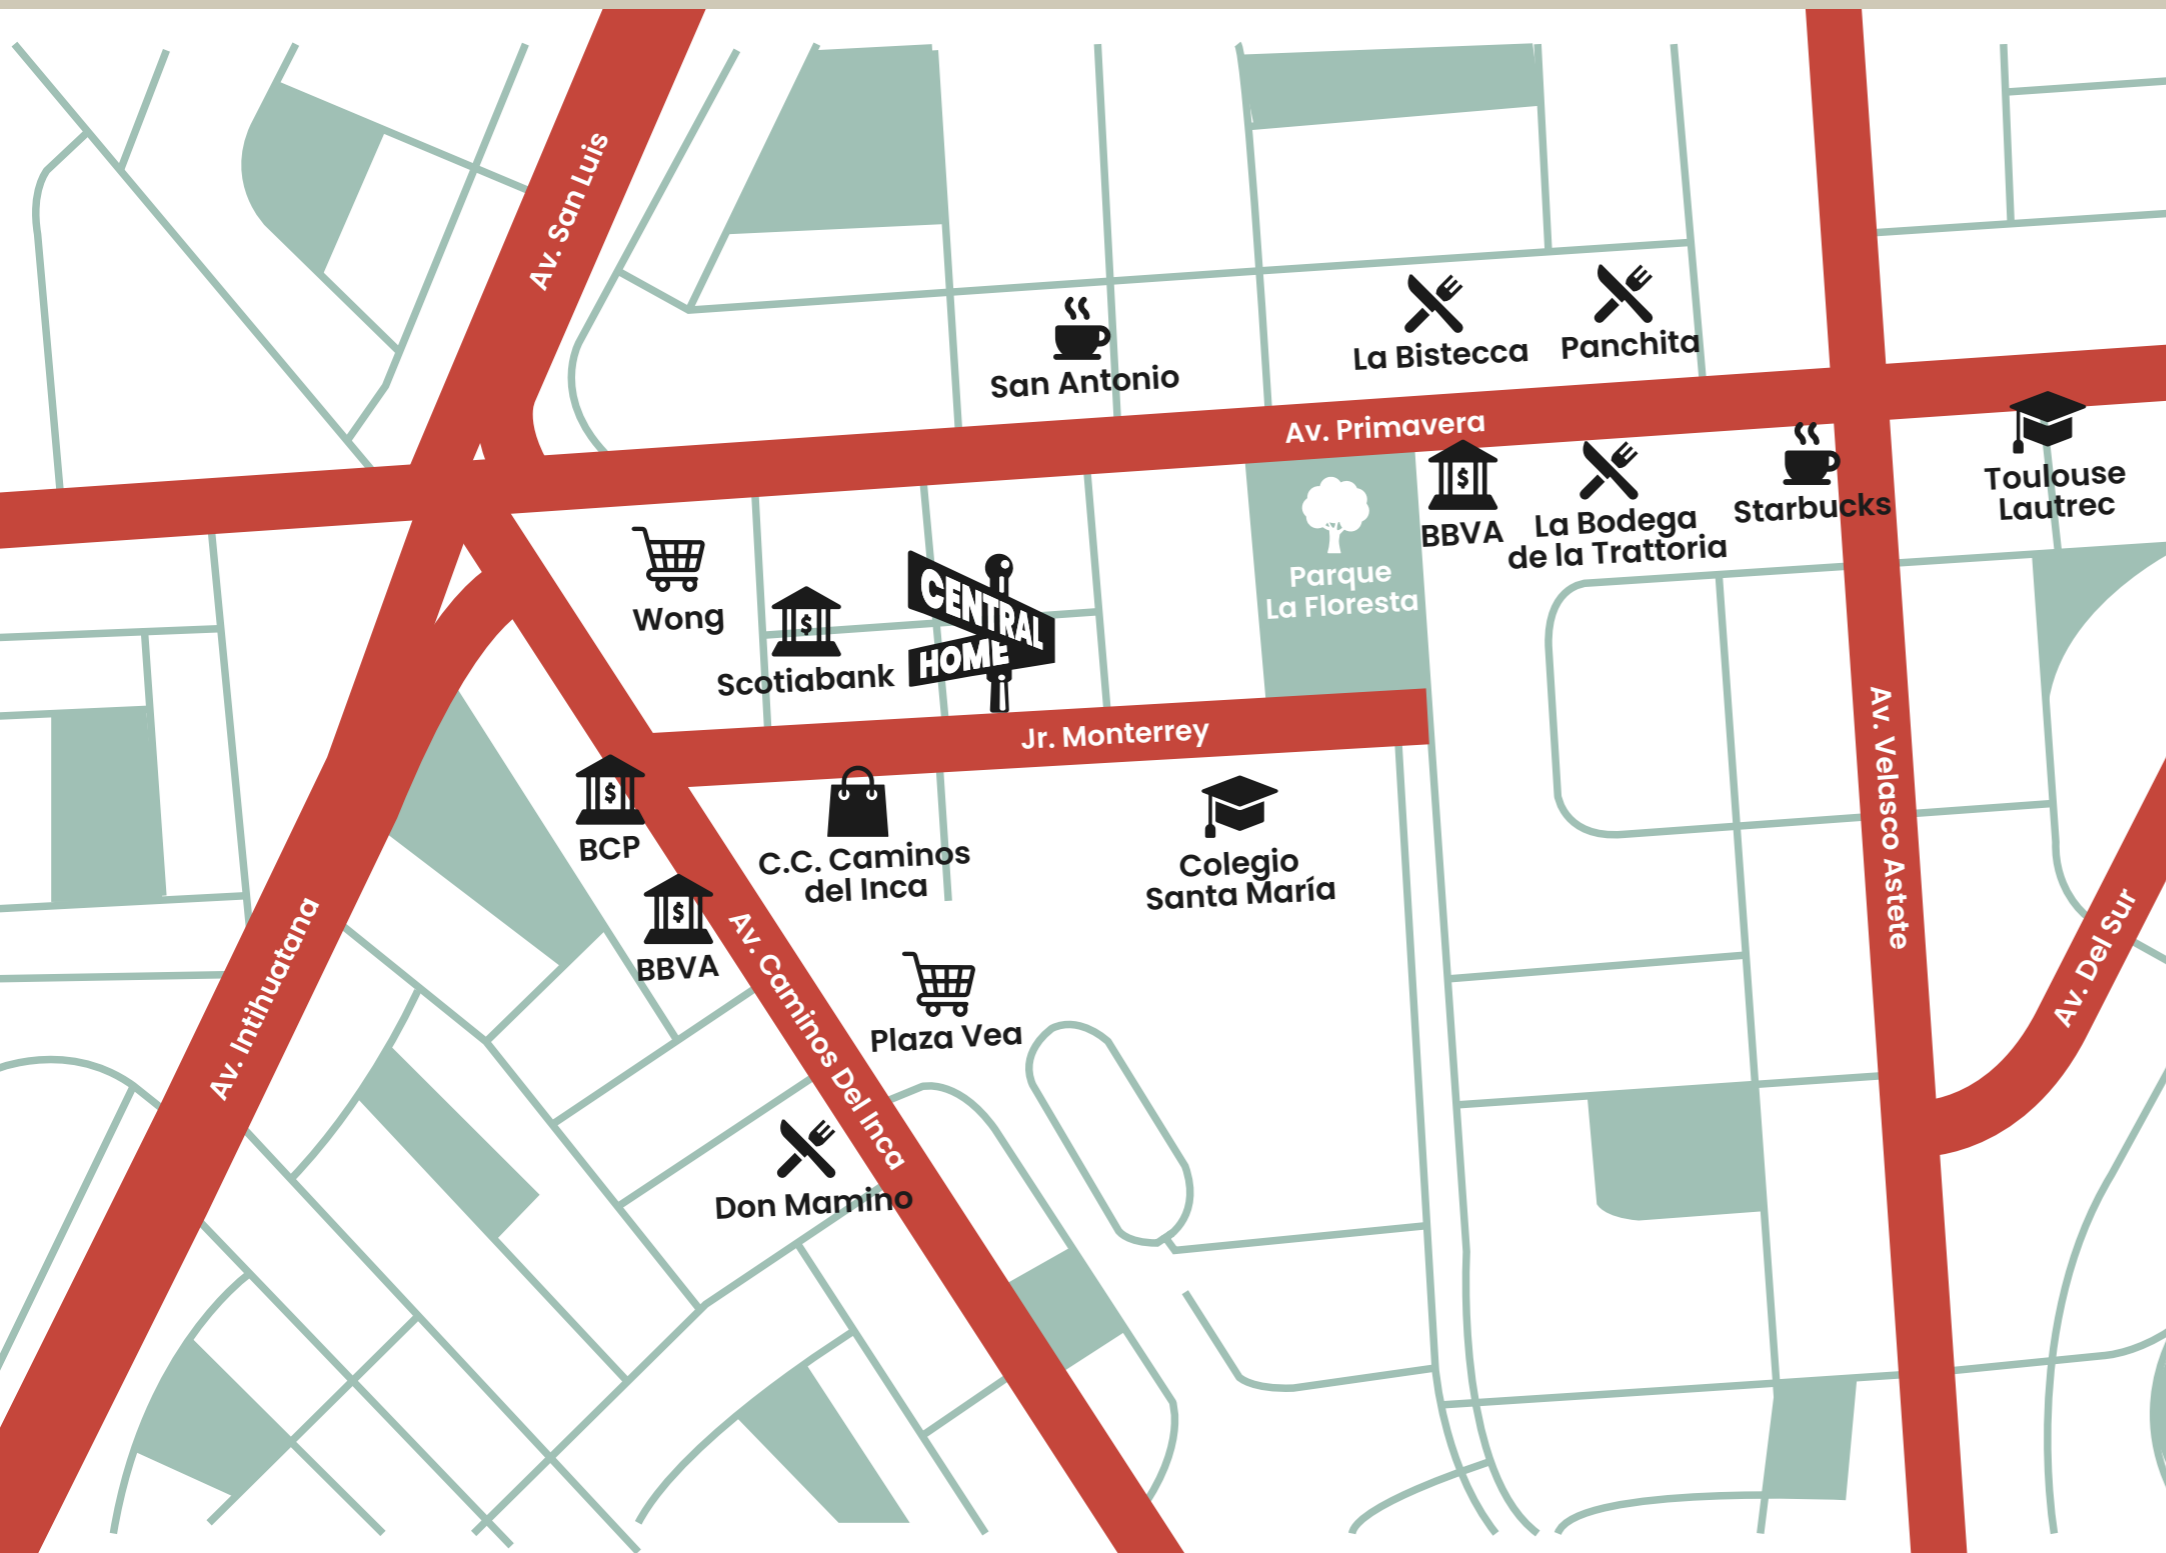 Av. San Luis
San Antonio
La Bistecca
Panchita
Av. Primavera
$
BBVA
La Bodega
de la Trattoria
Starbucks
Toulouse
Lautrec
Wong
$
Scotiabank
CENTRAL
HOME
Parque
La Floresta
Jr. Monterrey
$
BCP
C.C. Caminos
del Inca
Colegio
Santa María
$
BBVA
Plaza Vea
Av. Caminos Del Inca
Don Mamino
Av. Intihuatana
Av. Velasco Astete
Av. Del Sur